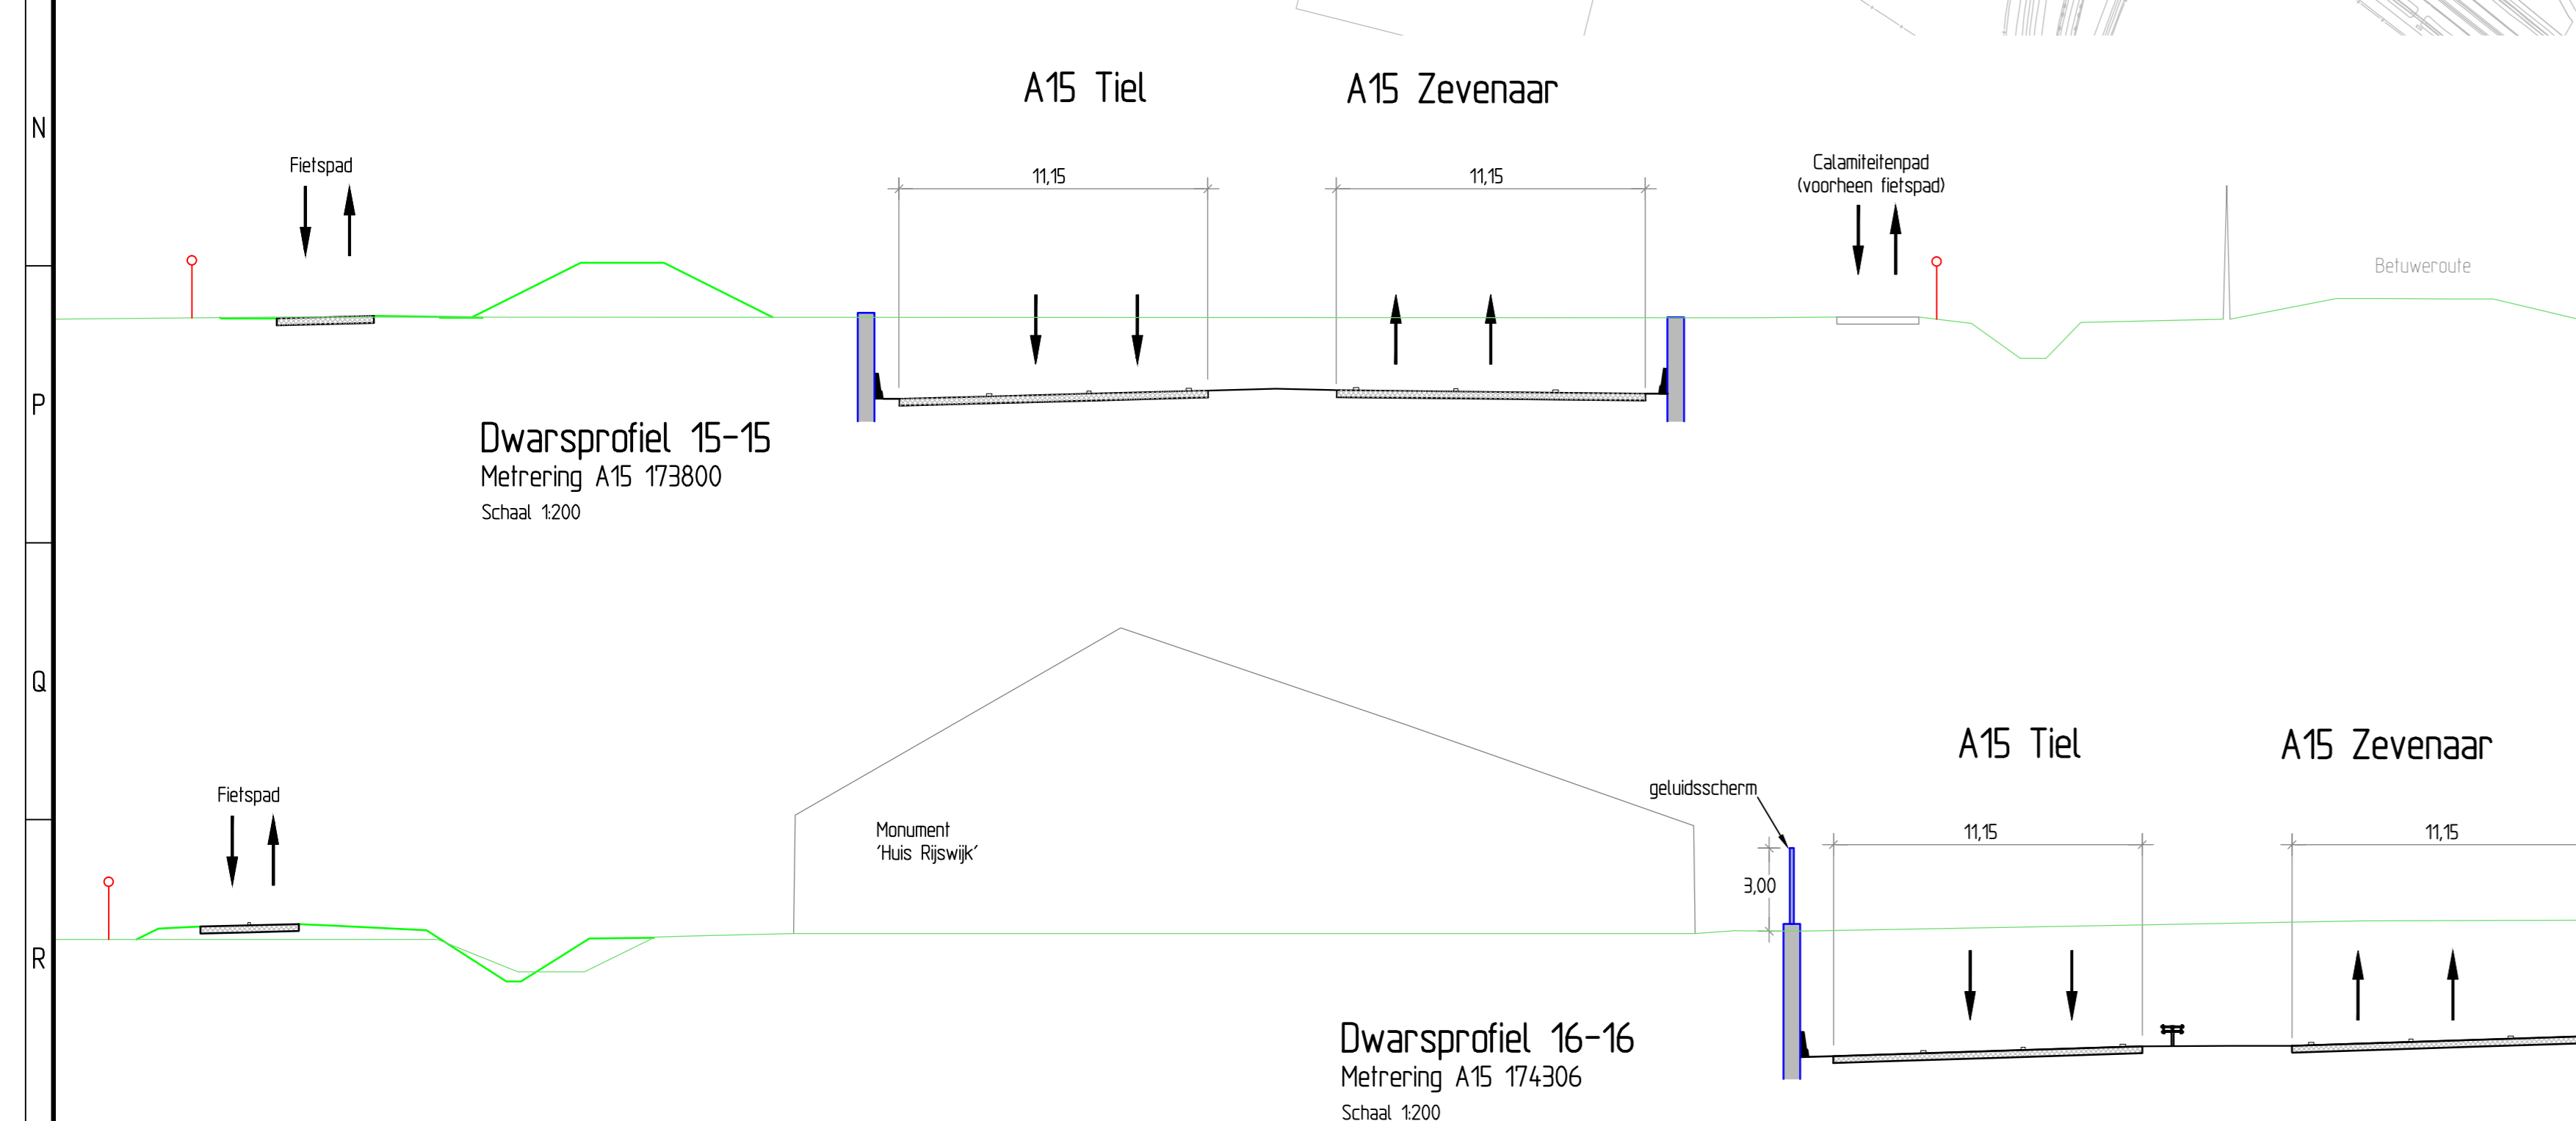 N
A15 Tiel
A15 Zevenaar
Fietspad
11,15
11,15
Calamiteitenpad
(voorheen fietspad)
Betuweroute
P
Dwarsprofiel 15-15
Metrering A15 173800
Schaal 1:200
Q
A15 Tiel
A15 Zevenaar
Fietspad
geluidsscherm
Monument
'Huis Rijswijk'
11,15
11,15
3,00
R
Dwarsprofiel 16-16
Metrering A15 174306
Schaal 1:200